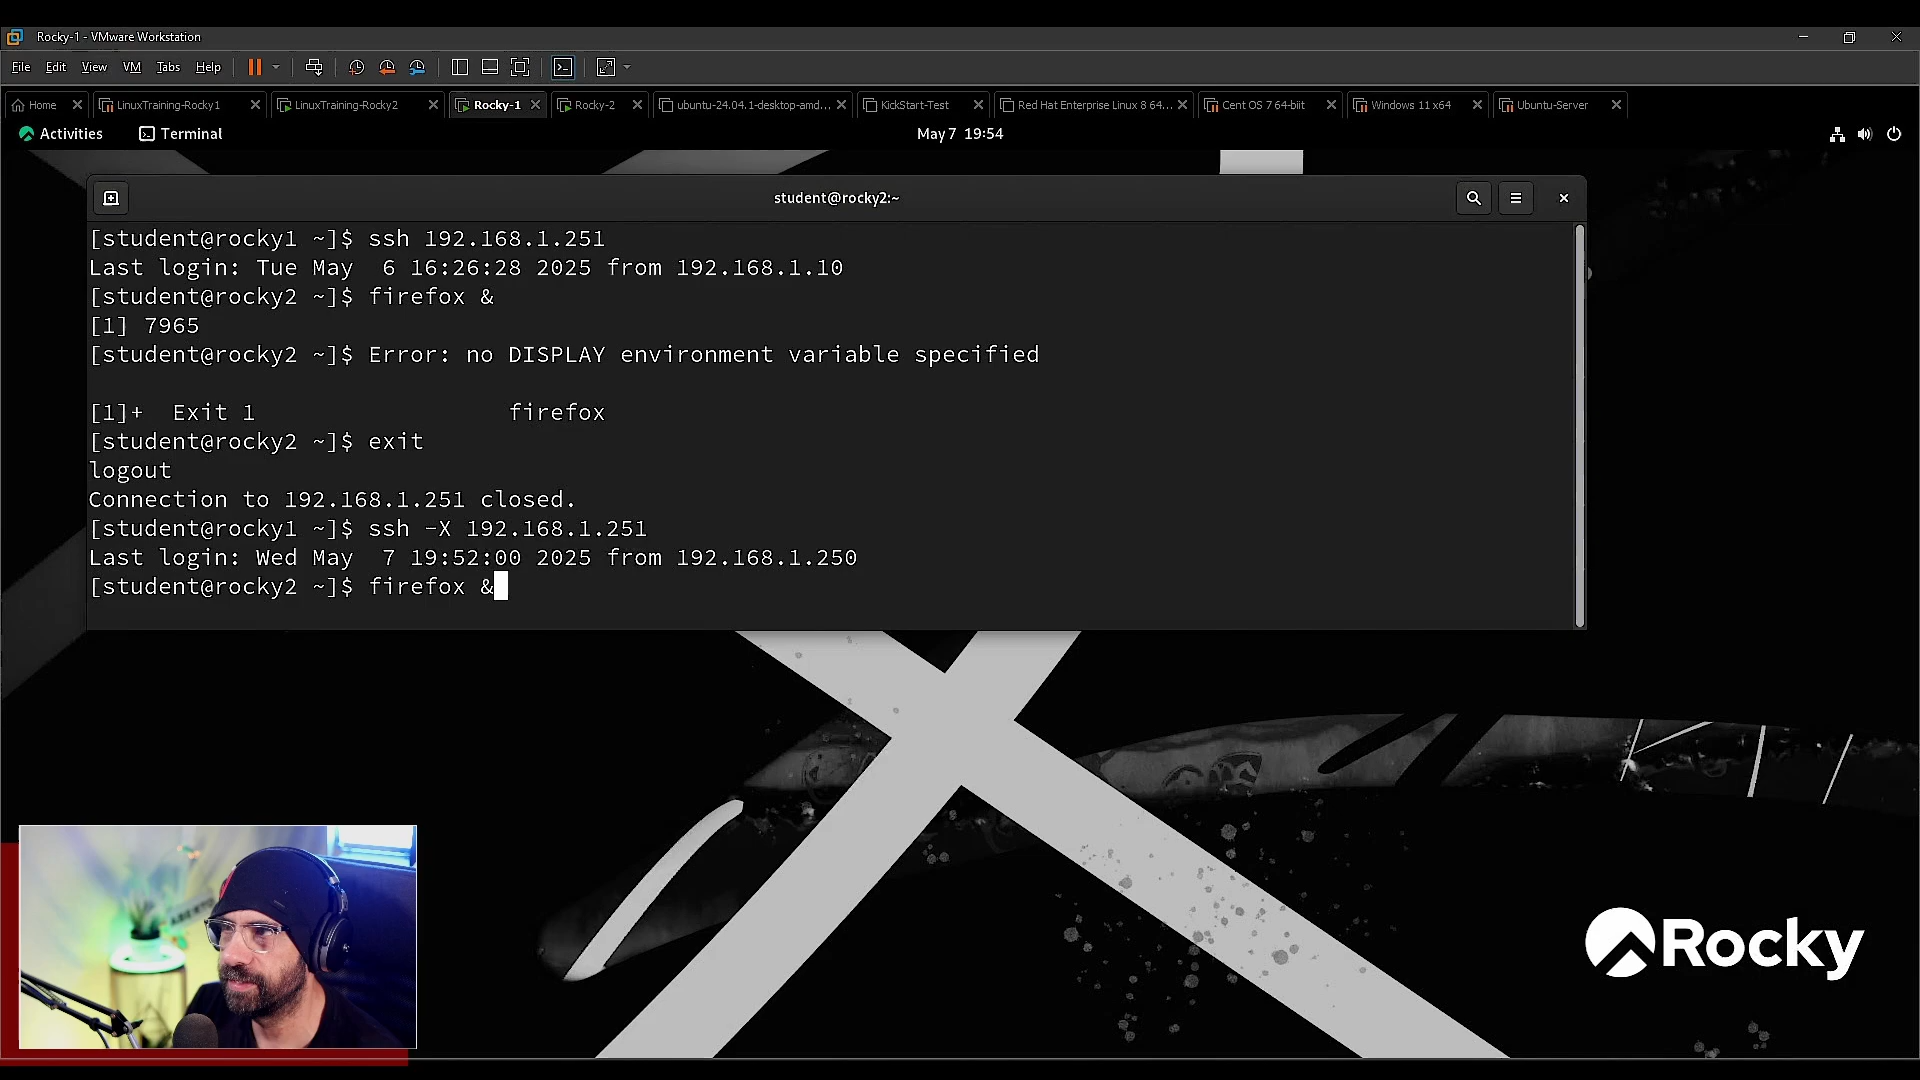 Rocky-1 - VMware Workstation
File Edit View VM Tabs Help
Home LinuxTraining-Rocky1 LinuxTraining-Rocky2 Rocky-1 Rocky-2 ubuntu-24.04.1-desktop-amd... KickStart-Test Red Hat Enterprise Linux 8 64... Cent OS 7 64-biit Windows 11 x64 Ubuntu-Server
Activities Terminal May 7 19:54
student@rocky2:~
[student@rocky1 ~]$ ssh 192.168.1.251
Last login: Tue May  6 16:26:28 2025 from 192.168.1.10
[student@rocky2 ~]$ firefox &
[1] 7965
[student@rocky2 ~]$ Error: no DISPLAY environment variable specified
[1]+  Exit 1                  firefox
[student@rocky2 ~]$ exit
logout
Connection to 192.168.1.251 closed.
[student@rocky1 ~]$ ssh -X 192.168.1.251
Last login: Wed May  7 19:52:00 2025 from 192.168.1.250
[student@rocky2 ~]$ firefox &
Rocky